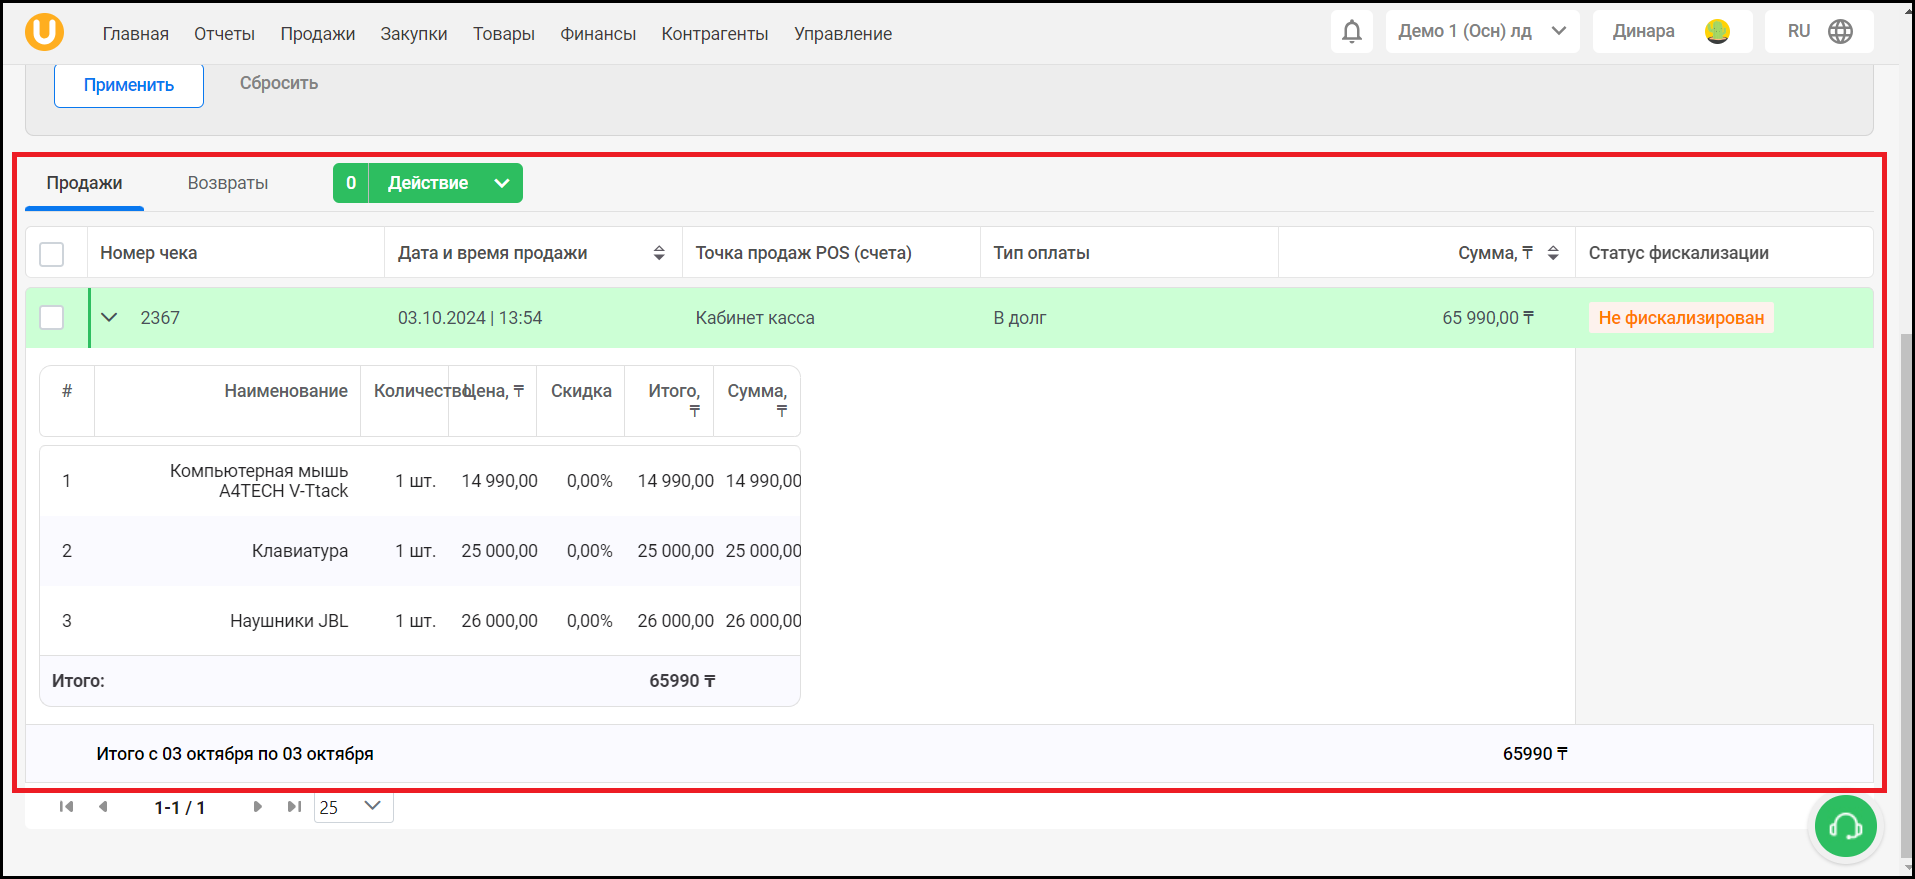 U
Главная Отчеты Продажи Закупки Товары Финансы Контрагенты Управление Демо 1 (Осн) лд Динара RU
Применить Сбросить
Продажи Возвраты 0 Действие
Номер чека Дата и время продажи Точка продаж POS (счета) Тип оплаты Сумма, ₸ Статус фискализации
2367 03.10.2024 | 13:54 Кабинет касса В долг 65 990,00 ₸ Не фискализирован
# Наименование Количество Цена, ₸ Скидка Итого, ₸ Сумма, ₸
1 Компьютерная мышь A4TECH V-Ttack 1 шт. 14 990,00 0,00% 14 990,00 14 990,00
2 Клавиатура 1 шт. 25 000,00 0,00% 25 000,00 25 000,00
3 Наушники JBL 1 шт. 26 000,00 0,00% 26 000,00 26 000,00
Итого: 65990 ₸
Итого с 03 октября по 03 октября 65990 ₸
1-1 / 1 25